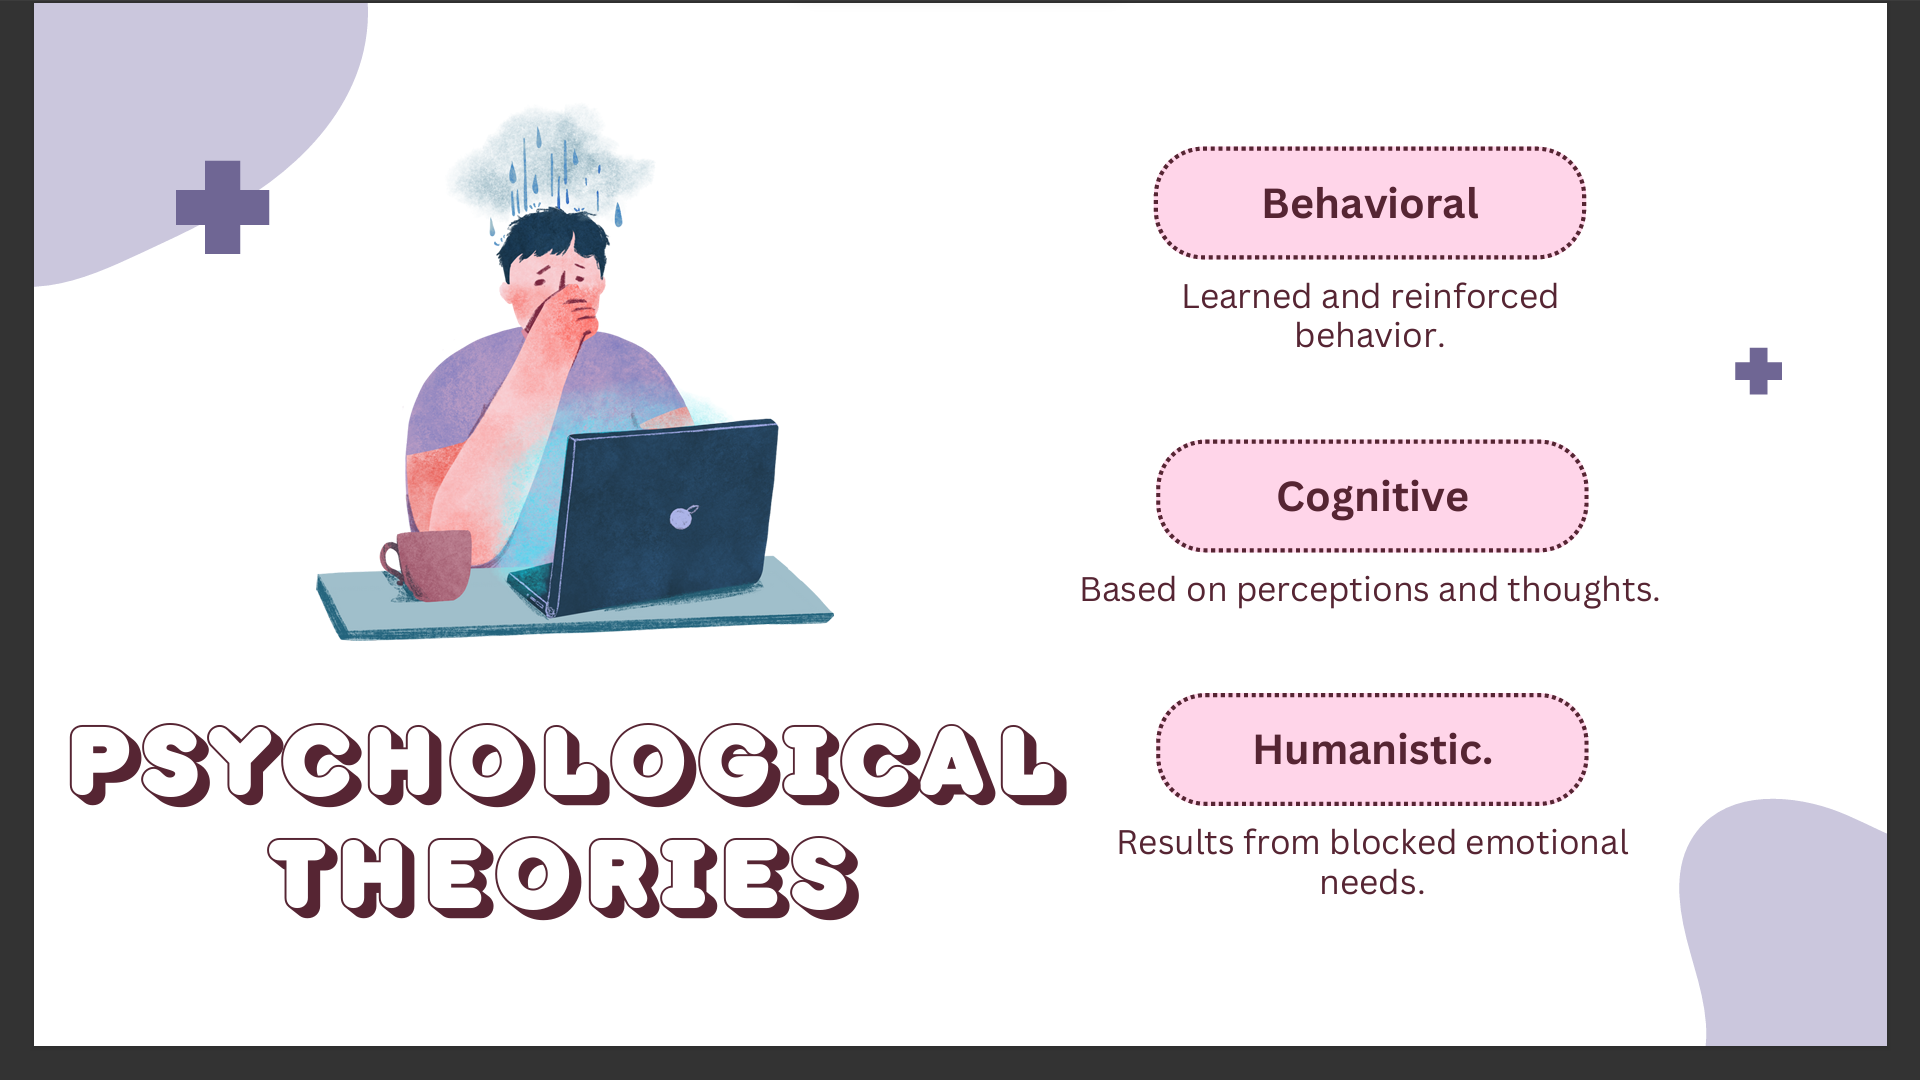 PSYCHOLOGICAL
THEORIES
Behavioral
Learned and reinforced
behavior.
Cognitive
Based on perceptions and thoughts.
Humanistic.
Results from blocked emotional
needs.